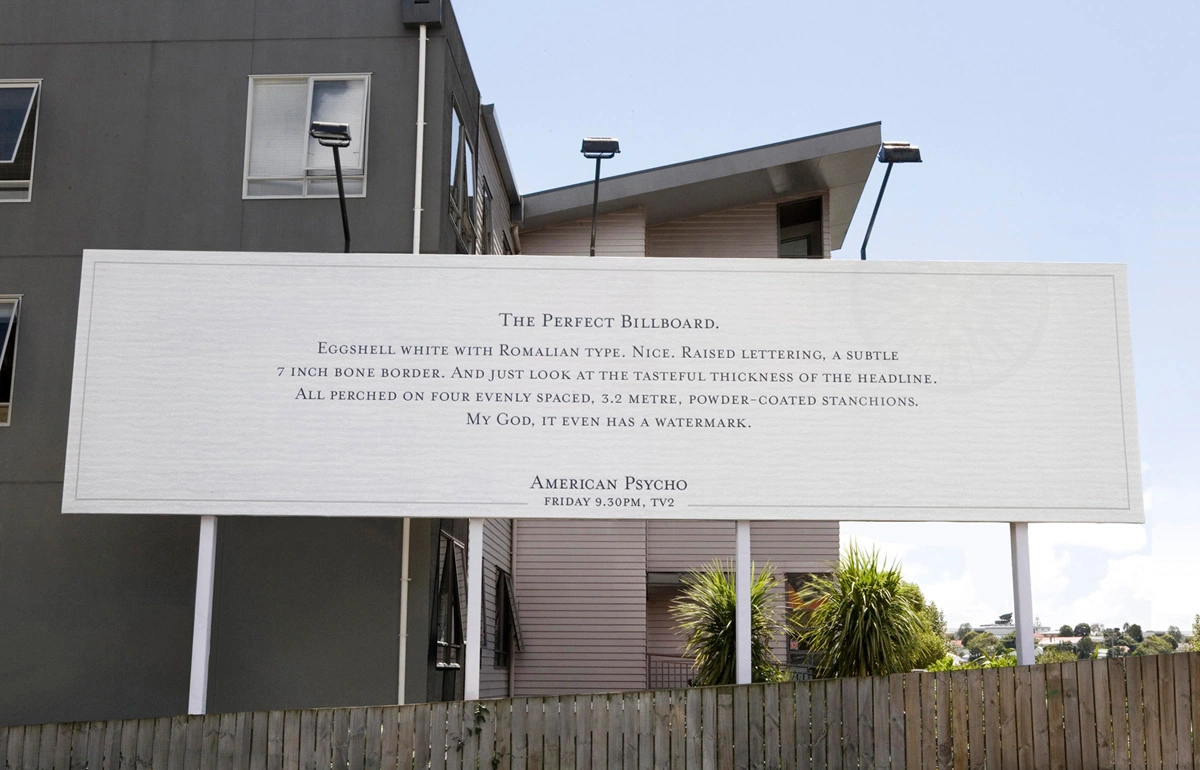 The Perfect Billboard.
Eggshell white with Romalian type. Nice. Raised lettering, a subtle
7 inch bone border. And just look at the tasteful thickness of the headline.
All perched on four evenly spaced, 3.2 metre, powder-coated stanchions.
My God, it even has a watermark.
American Psycho
Friday 9.30pm, TV2